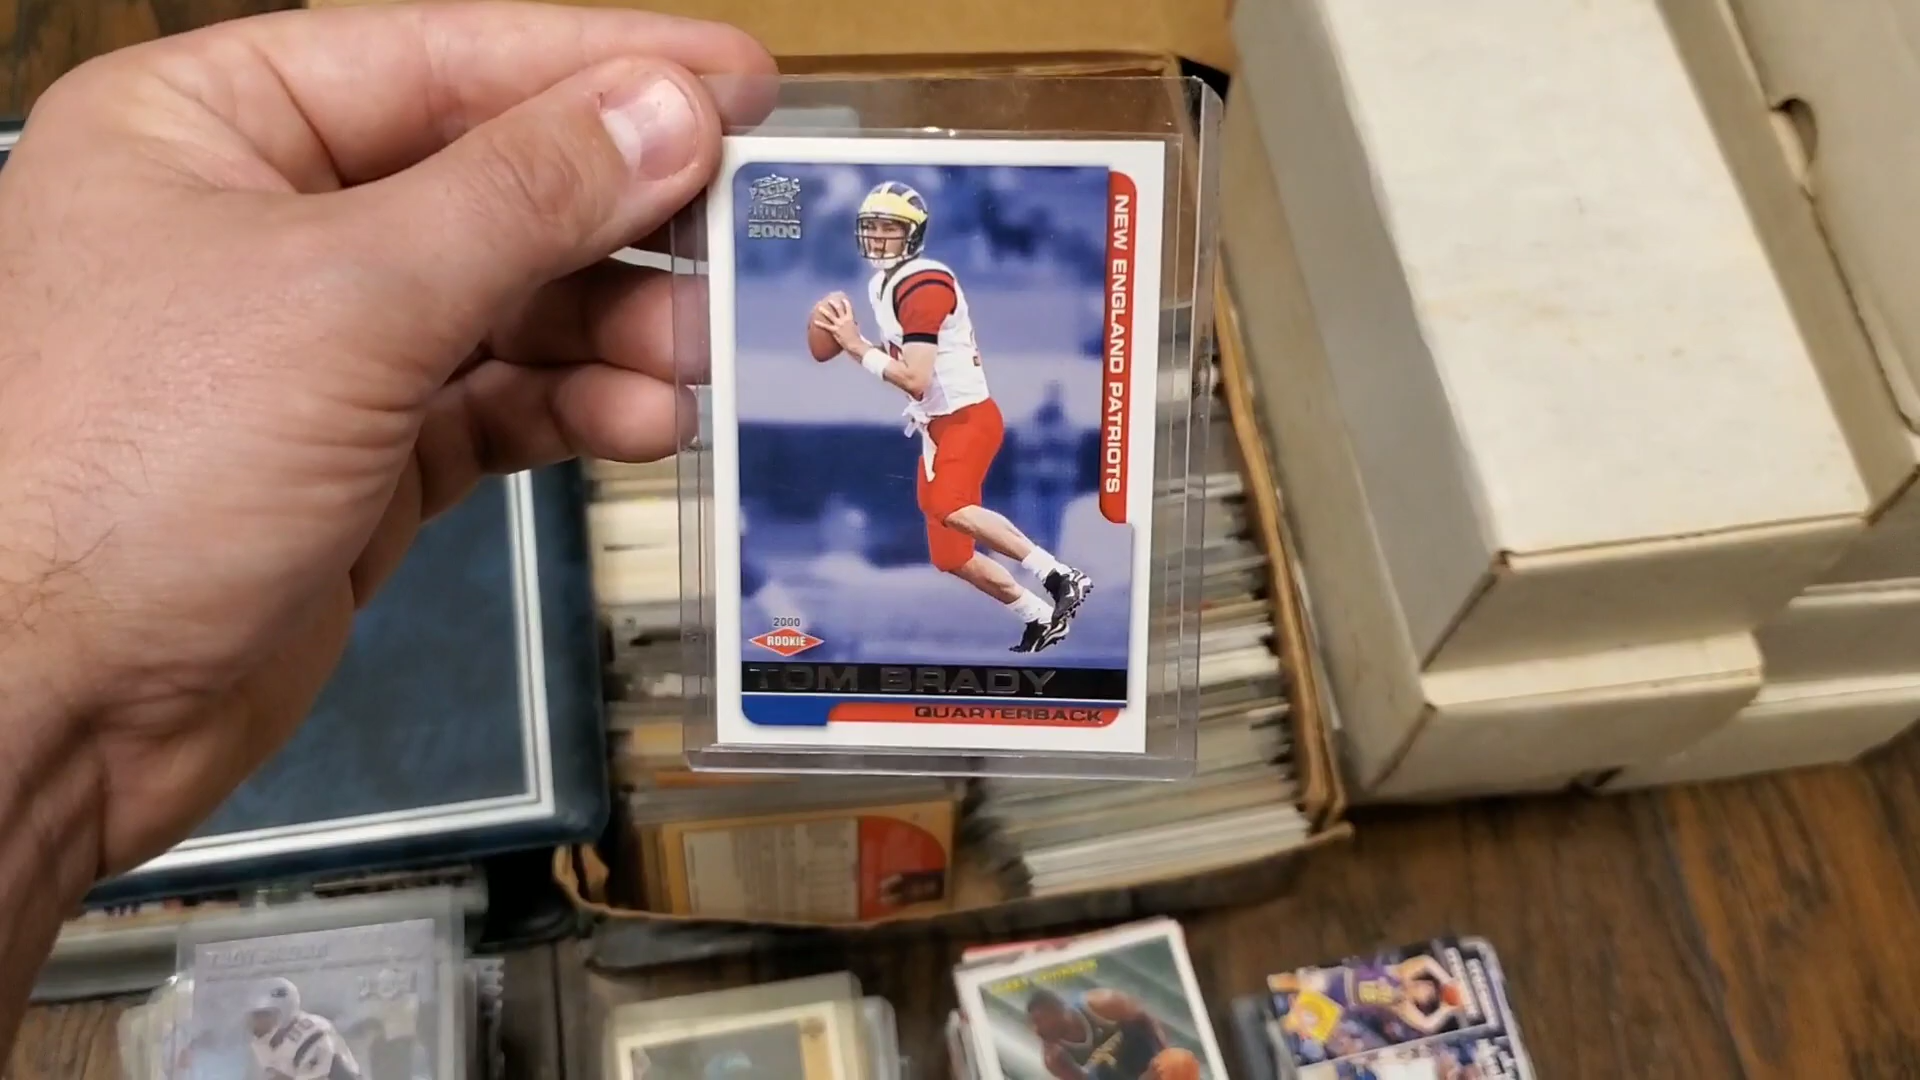 PACIFIC
PARAMOUNT
2000
NEW ENGLAND PATRIOTS
2000
ROOKIE
TOM BRADY
QUARTERBACK